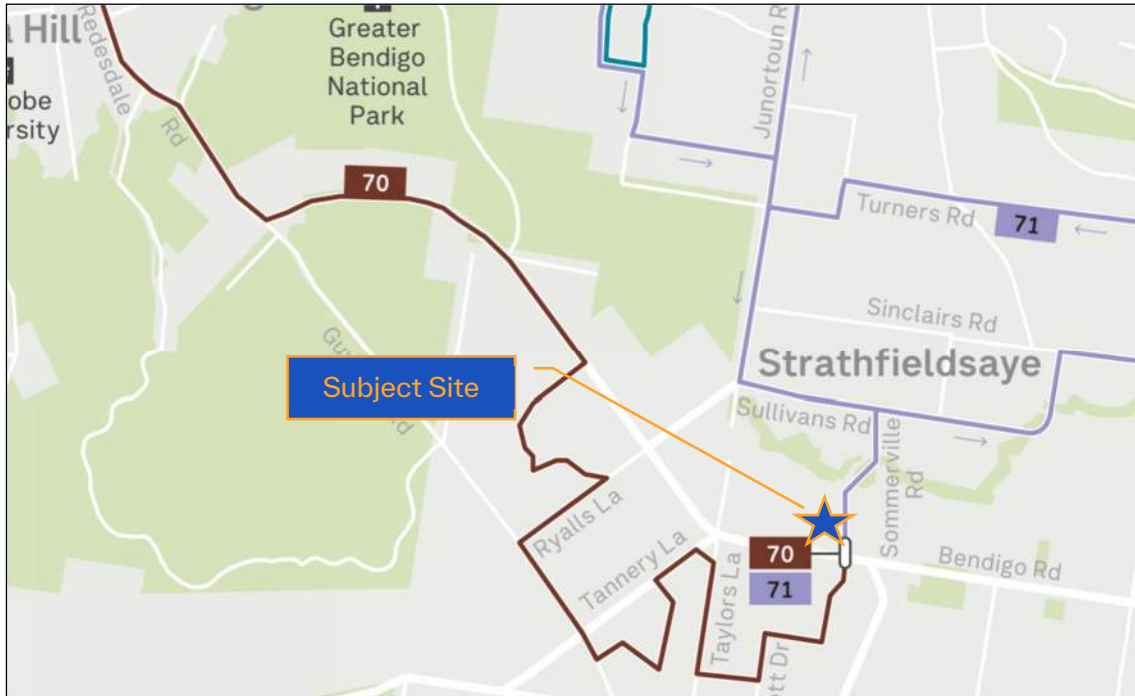 Hill
Redesdale
Rd
obe
rsity
Greater
Bendigo
National
Park
Junortoun
70
Turners Rd
71
Sinclairs Rd
Strathfieldsaye
Subject Site
Sullivans Rd
Sommerville
Rd
Ryalls La
Tannery La
Taylors La
70
71
Bendigo Rd